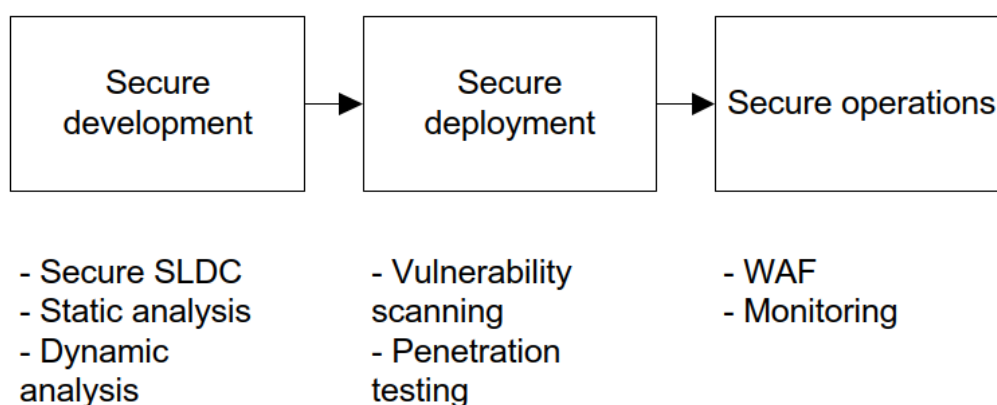 Secure
development
Secure
deployment
Secure operations
- Secure SLDC
- Static analysis
- Dynamic
analysis
- Vulnerability
scanning
- Penetration
testing
- WAF
- Monitoring